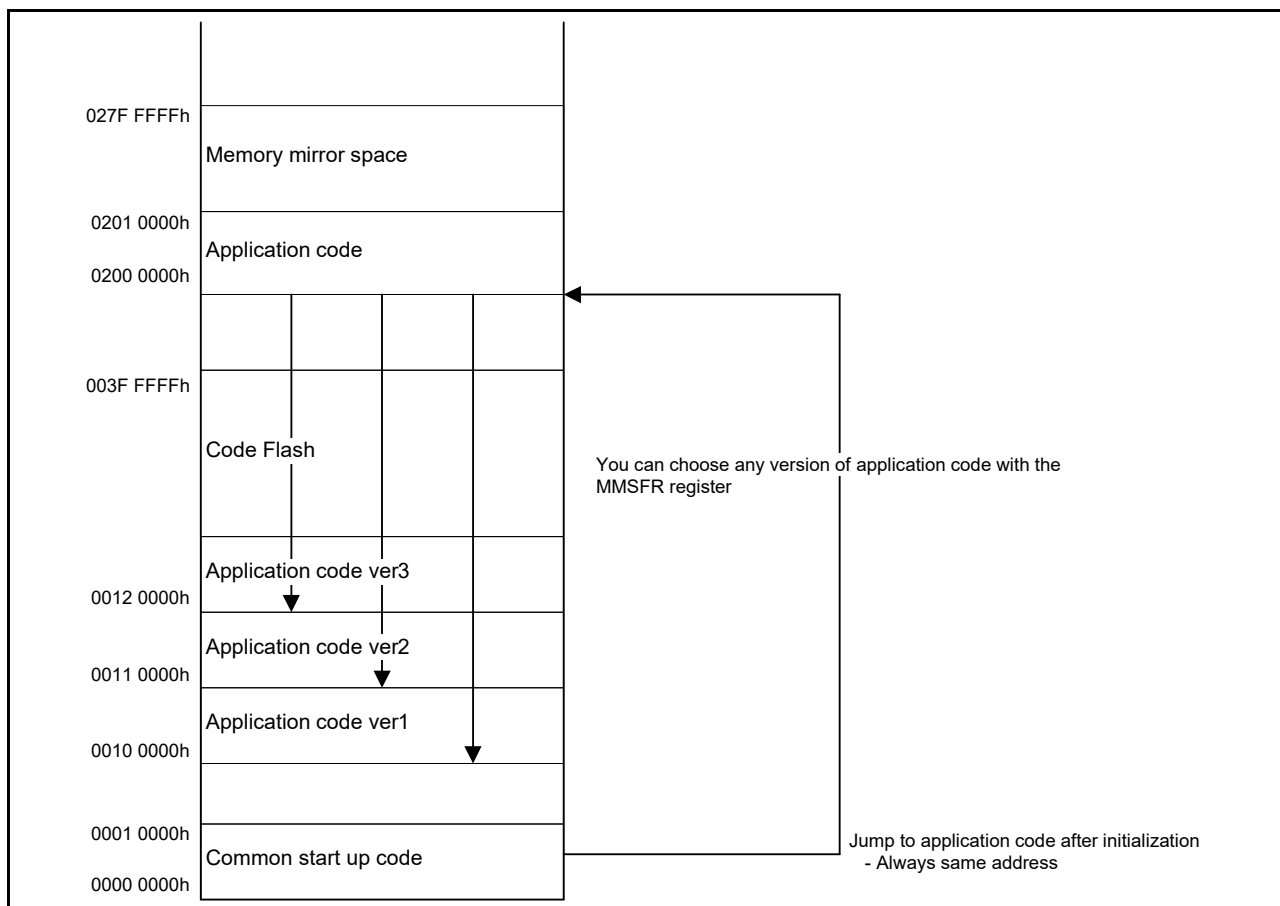 027F FFFFh
Memory mirror space
0201 0000h
Application code
0200 0000h
003F FFFFh
Code Flash
You can choose any version of application code with the
MMSFR register
Application code ver3
0012 0000h
Application code ver2
0011 0000h
Application code ver1
0010 0000h
0001 0000h
Jump to application code after initialization
- Always same address
Common start up code
0000 0000h